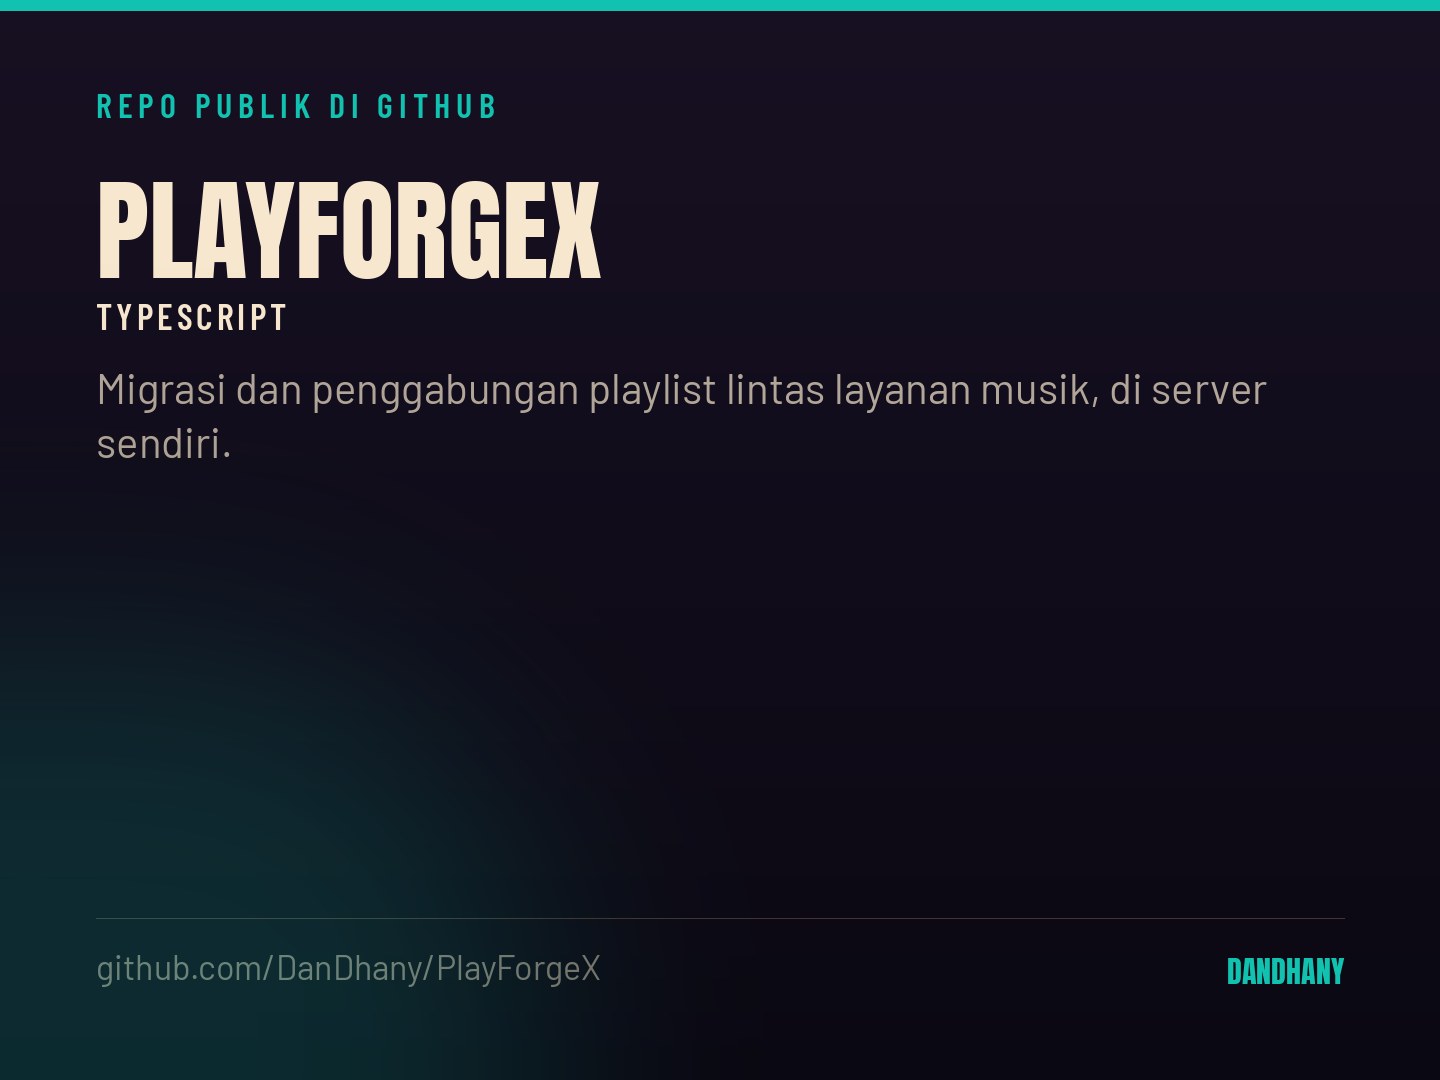 REPO PUBLIK DI GITHUB
PLAYFORGEX
TYPESCRIPT
Migrasi dan penggabungan playlist lintas layanan musik, di server
sendiri.
github.com/DanDhany/PlayForgeX
DANDHANY